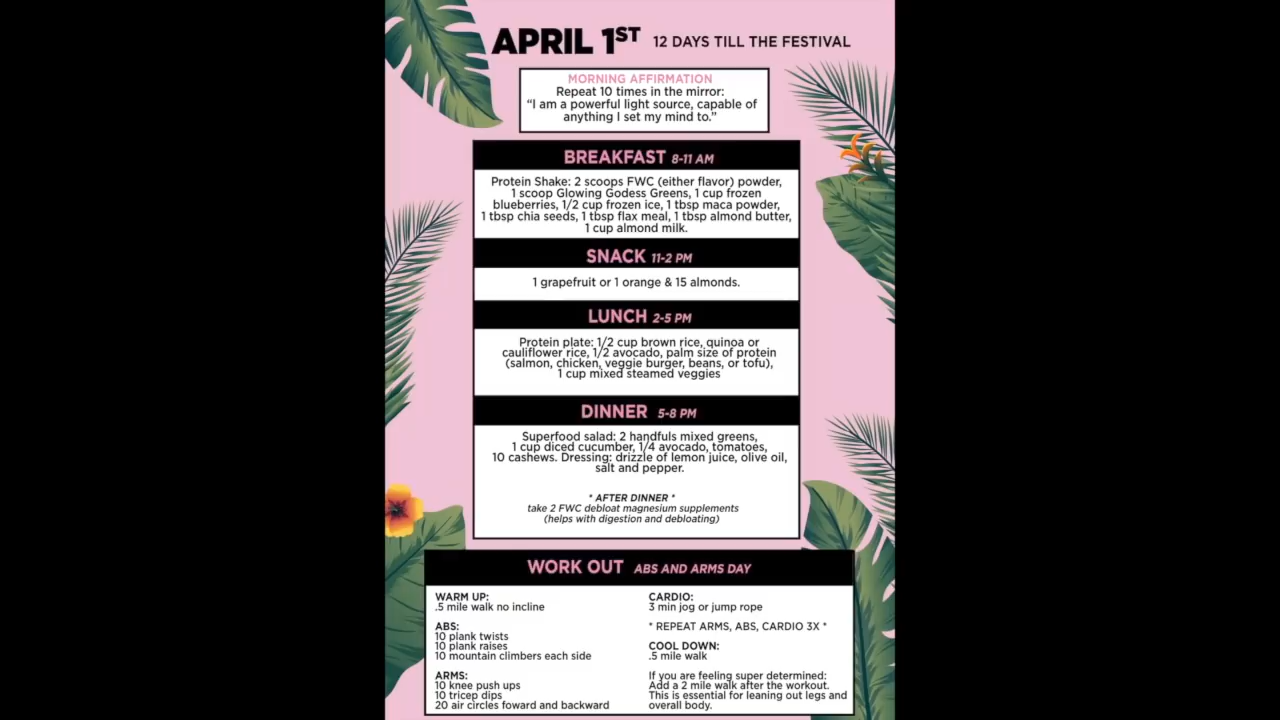 APRIL 1ST 12 DAYS TILL THE FESTIVAL
MORNING AFFIRMATION
Repeat 10 times in the mirror:
“I am a powerful light source, capable of
anything I set my mind to.”
BREAKFAST 8-11 AM
Protein Shake: 2 scoops FWC (either flavor) powder,
1 scoop Glowing Godess Greens, 1 cup frozen
blueberries, 1/2 cup frozen ice, 1 tbsp maca powder,
1 tbsp chia seeds, 1 tbsp flax meal, 1 tbsp almond butter,
1 cup almond milk.
SNACK 11-2 PM
1 grapefruit or 1 orange & 15 almonds.
LUNCH 2-5 PM
Protein plate: 1/2 cup brown rice, quinoa or
cauliflower rice, 1/2 avocado, palm size of protein
(salmon, chicken, veggie burger, beans, or tofu),
1 cup mixed steamed veggies
DINNER 5-8 PM
Superfood salad: 2 handfuls mixed greens,
1 cup diced cucumber, 1/4 avocado, tomatoes,
10 cashews. Dressing: drizzle of lemon juice, olive oil,
salt and pepper.
* AFTER DINNER *
take 2 FWC debloat magnesium supplements
(helps with digestion and debloating)
WORK OUT ABS AND ARMS DAY
WARM UP:
.5 mile walk no incline
ABS:
10 plank twists
10 plank raises
10 mountain climbers each side
ARMS:
10 knee push ups
10 tricep dips
20 air circles foward and backward
CARDIO:
3 min jog or jump rope
* REPEAT ARMS, ABS, CARDIO 3X *
COOL DOWN:
.5 mile walk
If you are feeling super determined:
Add a 2 mile walk after the workout.
This is essential for leaning out legs and
overall body.